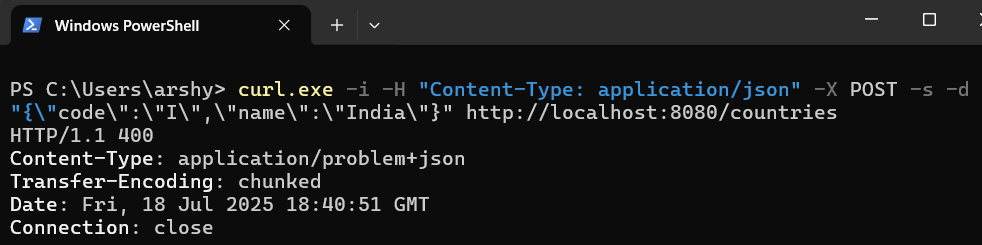 Windows PowerShell
PS C:\Users\arshy> curl.exe -i -H "Content-Type: application/json" -X POST -s -d
"{\"code\":\"I\",\"name\":\"India\"}" http://localhost:8080/countries
HTTP/1.1 400
Content-Type: application/problem+json
Transfer-Encoding: chunked
Date: Fri, 18 Jul 2025 18:40:51 GMT
Connection: close